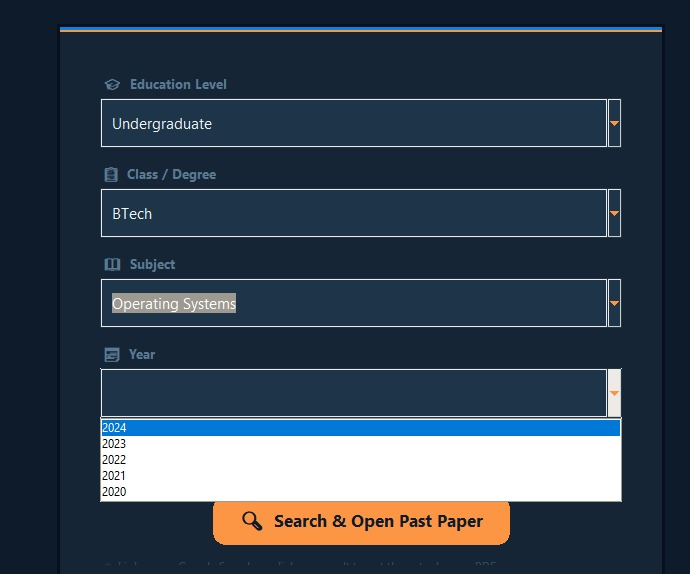 Education Level
Undergraduate
Class / Degree
BTech
Subject
Operating Systems
Year
2024
2023
2022
2021
2020
Search & Open Past Paper